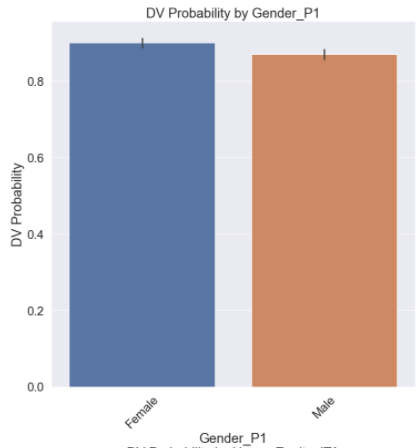 DV Probability by Gender_P1
0.8
0.6
DV Probability
0.4
0.2
0.0
Female
Male
Gender_P1